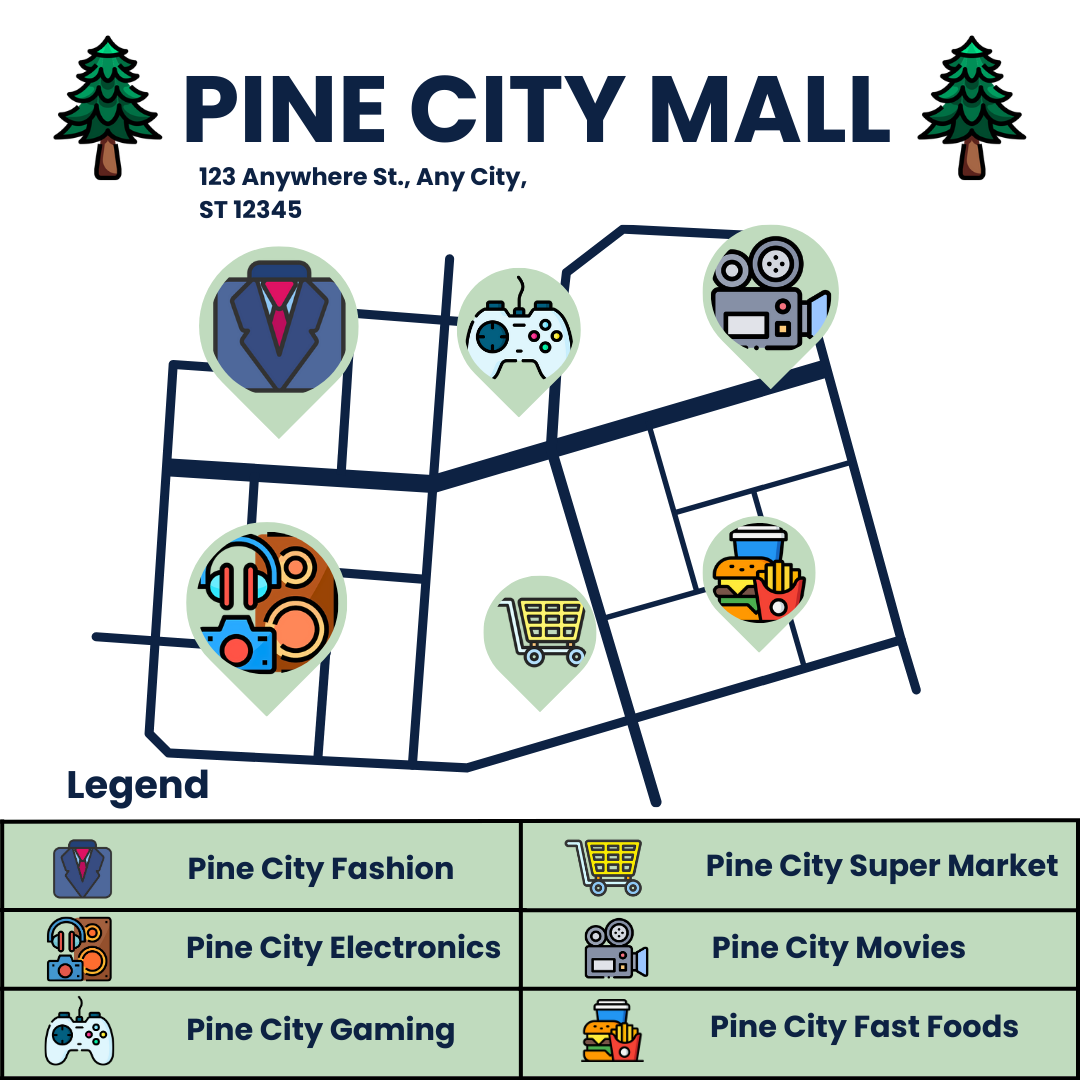 PINE CITY MALL
123 Anywhere St., Any City,
ST 12345
Legend
Pine City Fashion
Pine City Super Market
Pine City Electronics
Pine City Movies
Pine City Gaming
Pine City Fast Foods